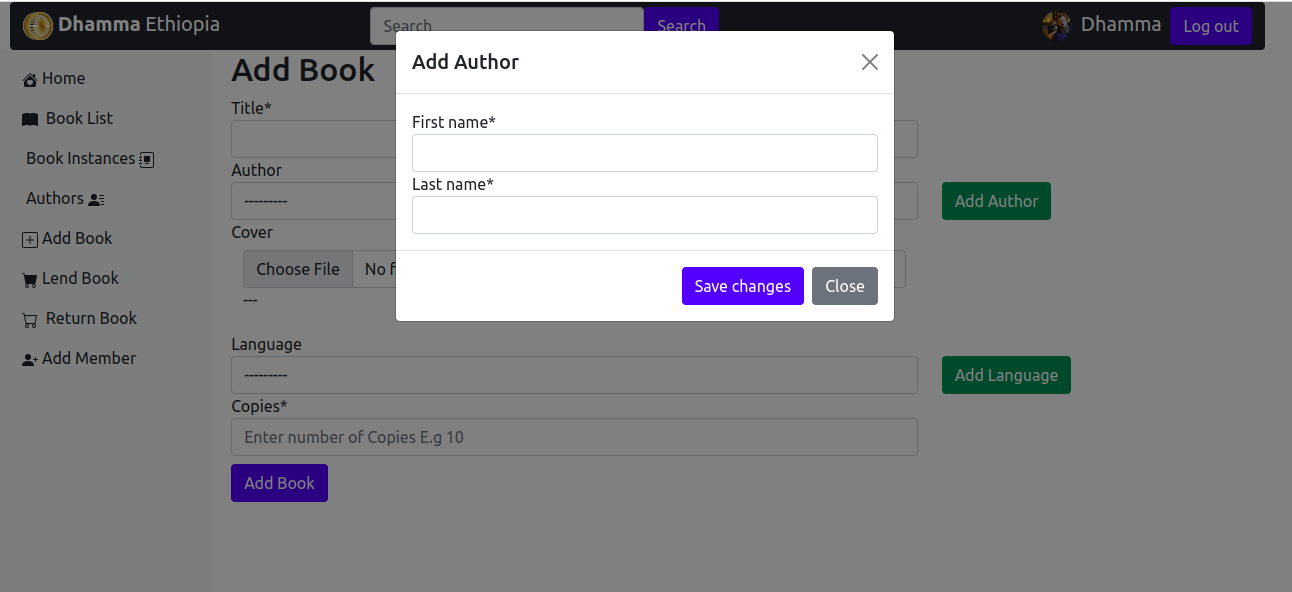 Dhamma Ethiopia
Search
Search
Dhamma
Log out
Home
Book List
Book Instances
Authors
Add Book
Lend Book
Return Book
Add Member
Add Book
Title*
Author
---------
Add Author
Cover
Choose File
No f
---
Language
---------
Add Language
Copies*
Enter number of Copies E.g 10
Add Book
Add Author
First name*
Last name*
Save changes
Close